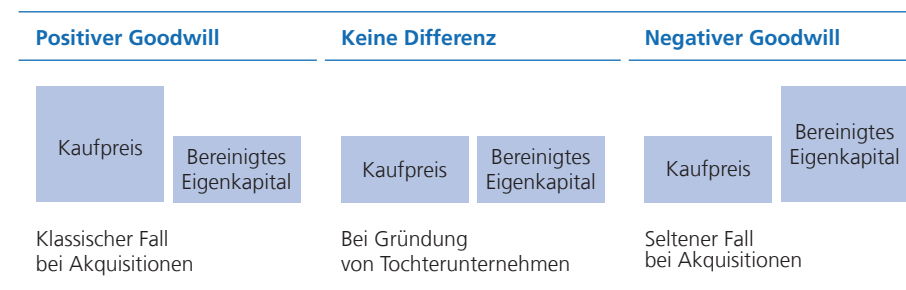 Positiver Goodwill
Keine Differenz
Negativer Goodwill
Kaufpreis
Bereinigtes
Eigenkapital
Kaufpreis
Bereinigtes
Eigenkapital
Kaufpreis
Bereinigtes
Eigenkapital
Klassischer Fall
bei Akquisitionen
Bei Gründung
von Tochterunternehmen
Seltener Fall
bei Akquisitionen